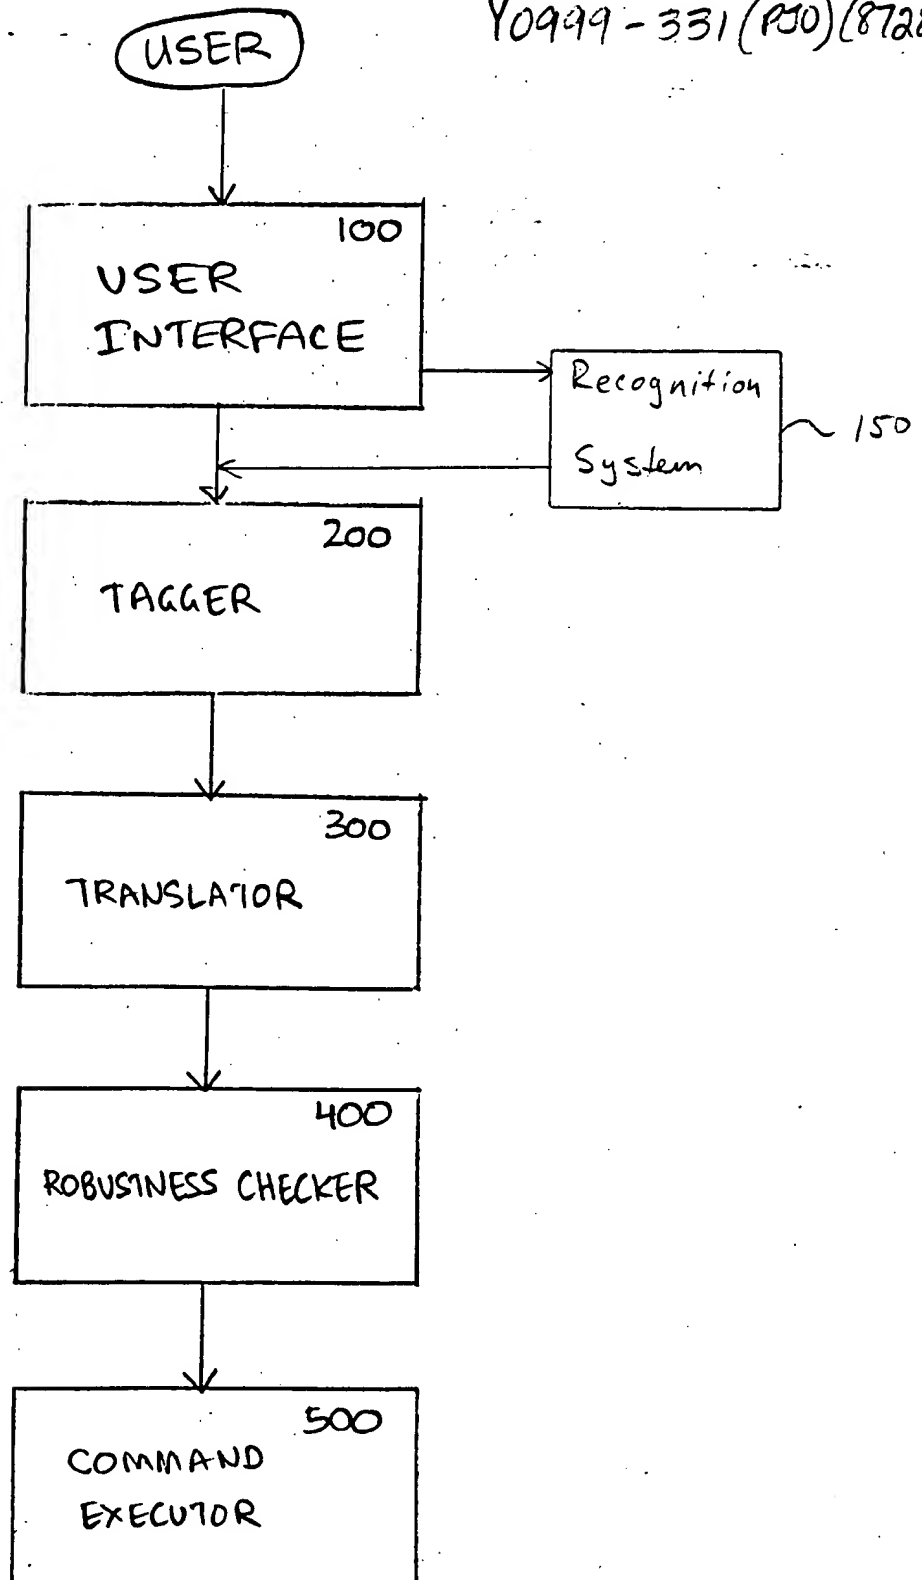 Y0999-331(PJO)(8728
USER
100
USER
INTERFACE
Recognition
System
150
200
TAGGER
300
TRANSLATOR
400
ROBUSTNESS CHECKER
500
COMMAND
EXECUTOR